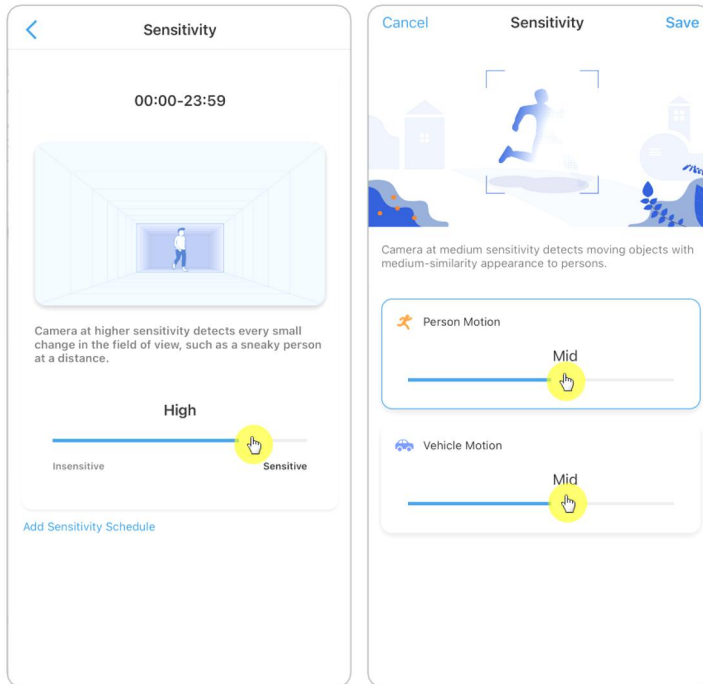 Sensitivity
00:00-23:59
Camera at higher sensitivity detects every small
change in the field of view, such as a sneaky person
at a distance.
High
Insensitive
Sensitive
Add Sensitivity Schedule
Cancel
Sensitivity
Save
Camera at medium sensitivity detects moving objects with
medium-similarity appearance to persons.
Person Motion
Mid
Vehicle Motion
Mid